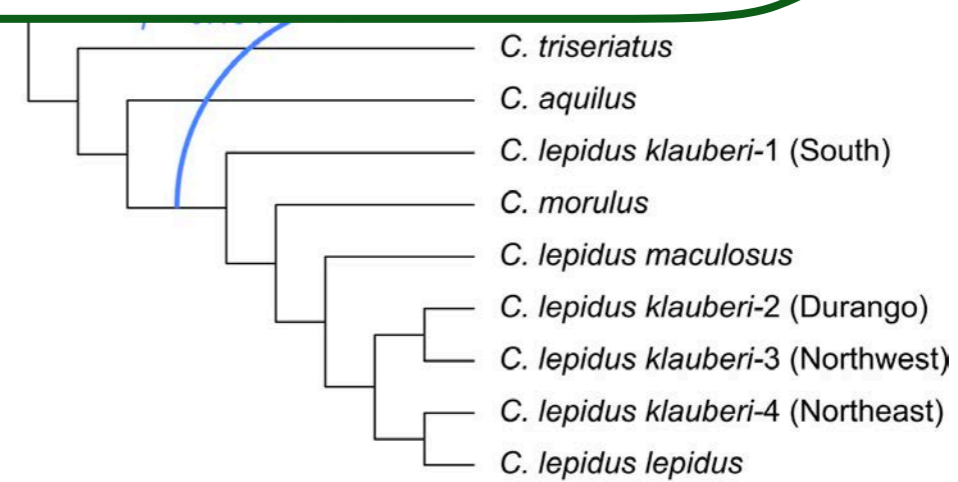 C. triseriatus
C. aquilus
C. lepidus klauberi-1 (South)
C. morulus
C. lepidus maculosus
C. lepidus klauberi-2 (Durango)
C. lepidus klauberi-3 (Northwest)
C. lepidus klauberi-4 (Northeast)
C. lepidus lepidus